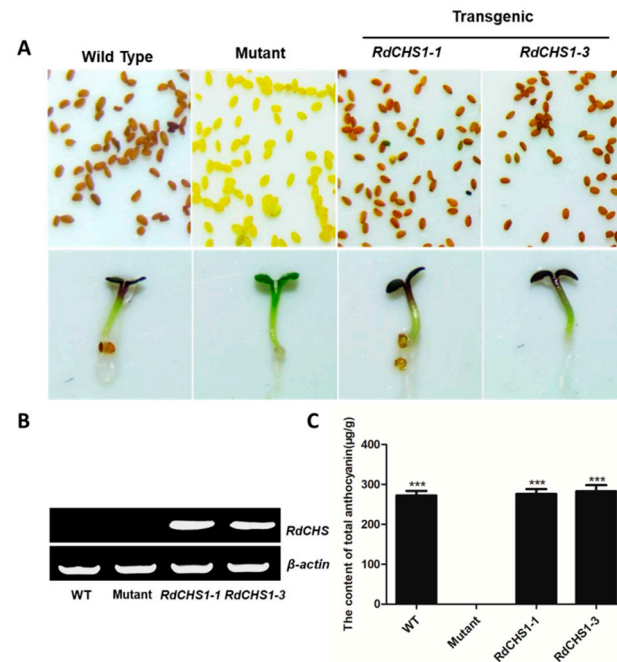 Transgenic
A
Wild Type Mutant RdCHS1-1 RdCHS1-3
B
RdCHS
β-actin
WT Mutant RdCHS1-1 RdCHS1-3
C
The content of total anthocyanin(μg/g)
400
300
200
100
0
*** *** ***
WT Mutant RdCHS1-1 RdCHS1-3